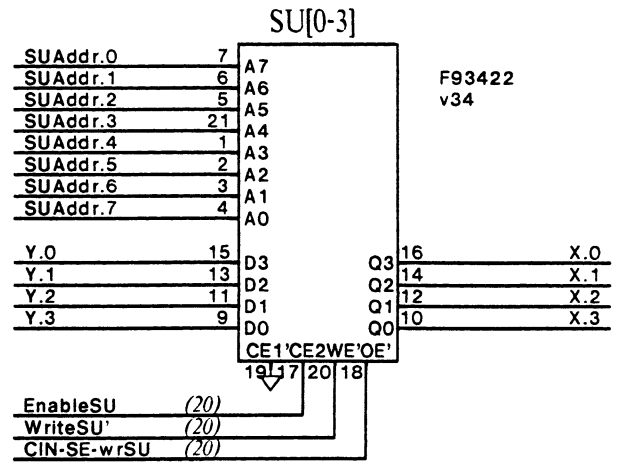 SU[0-3]
SUAddr.0 7 A7
SUAddr.1 6 A6
SUAddr.2 5 A5
SUAddr.3 21 A4
SUAddr.4 1 A3
SUAddr.5 2 A2
SUAddr.6 3 A1
SUAddr.7 4 A0
F93422
v34
Y.0 15 D3 Q3 16 X.0
Y.1 13 D2 Q2 14 X.1
Y.2 11 D1 Q1 12 X.2
Y.3 9 D0 Q0 10 X.3
CE1'CE2WE'OE'
19 17 20 18
EnableSU (20)
WriteSU' (20)
CIN-SE-wrSU (20)